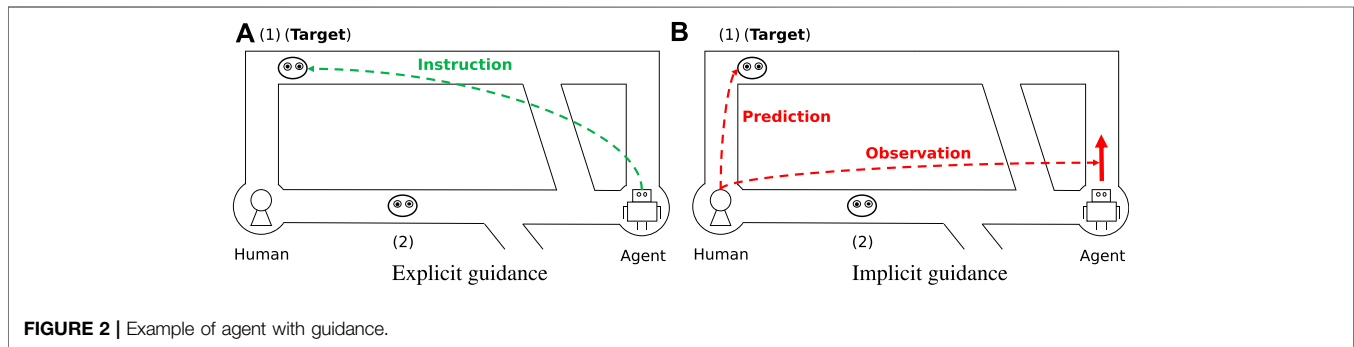 A (1) (Target)
Instruction
Human
(2)
Agent
Explicit guidance
B (1) (Target)
Prediction
Observation
Human
(2)
Agent
Implicit guidance
FIGURE 2 | Example of agent with guidance.